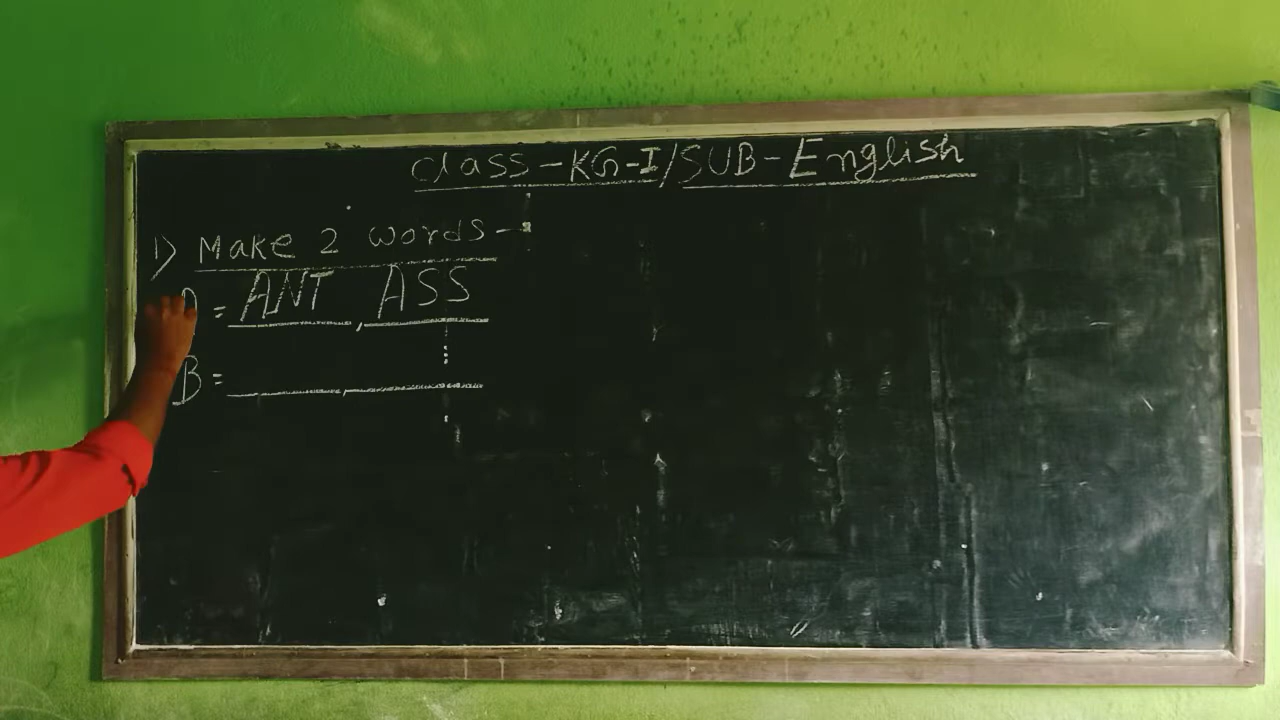 class - KG-I/SUB - English
1) Make 2 words -
A = ANT, ASS
B = ,